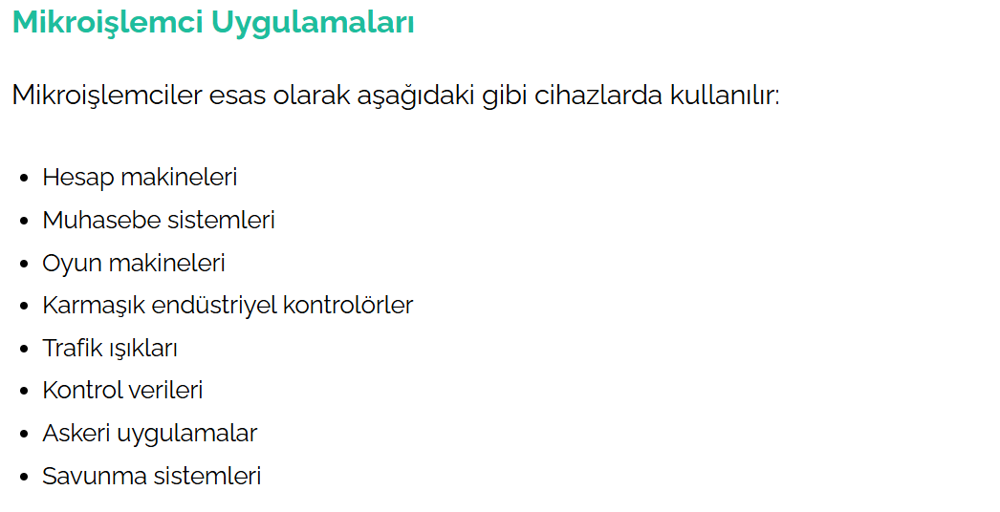 Mikroişlemci Uygulamaları
Mikroişlemciler esas olarak aşağıdaki gibi cihazlarda kullanılır:
• Hesap makineleri
• Muhasebe sistemleri
• Oyun makineleri
• Karmaşık endüstriyel kontrolörler
• Trafik ışıkları
• Kontrol verileri
• Askeri uygulamalar
• Savunma sistemleri